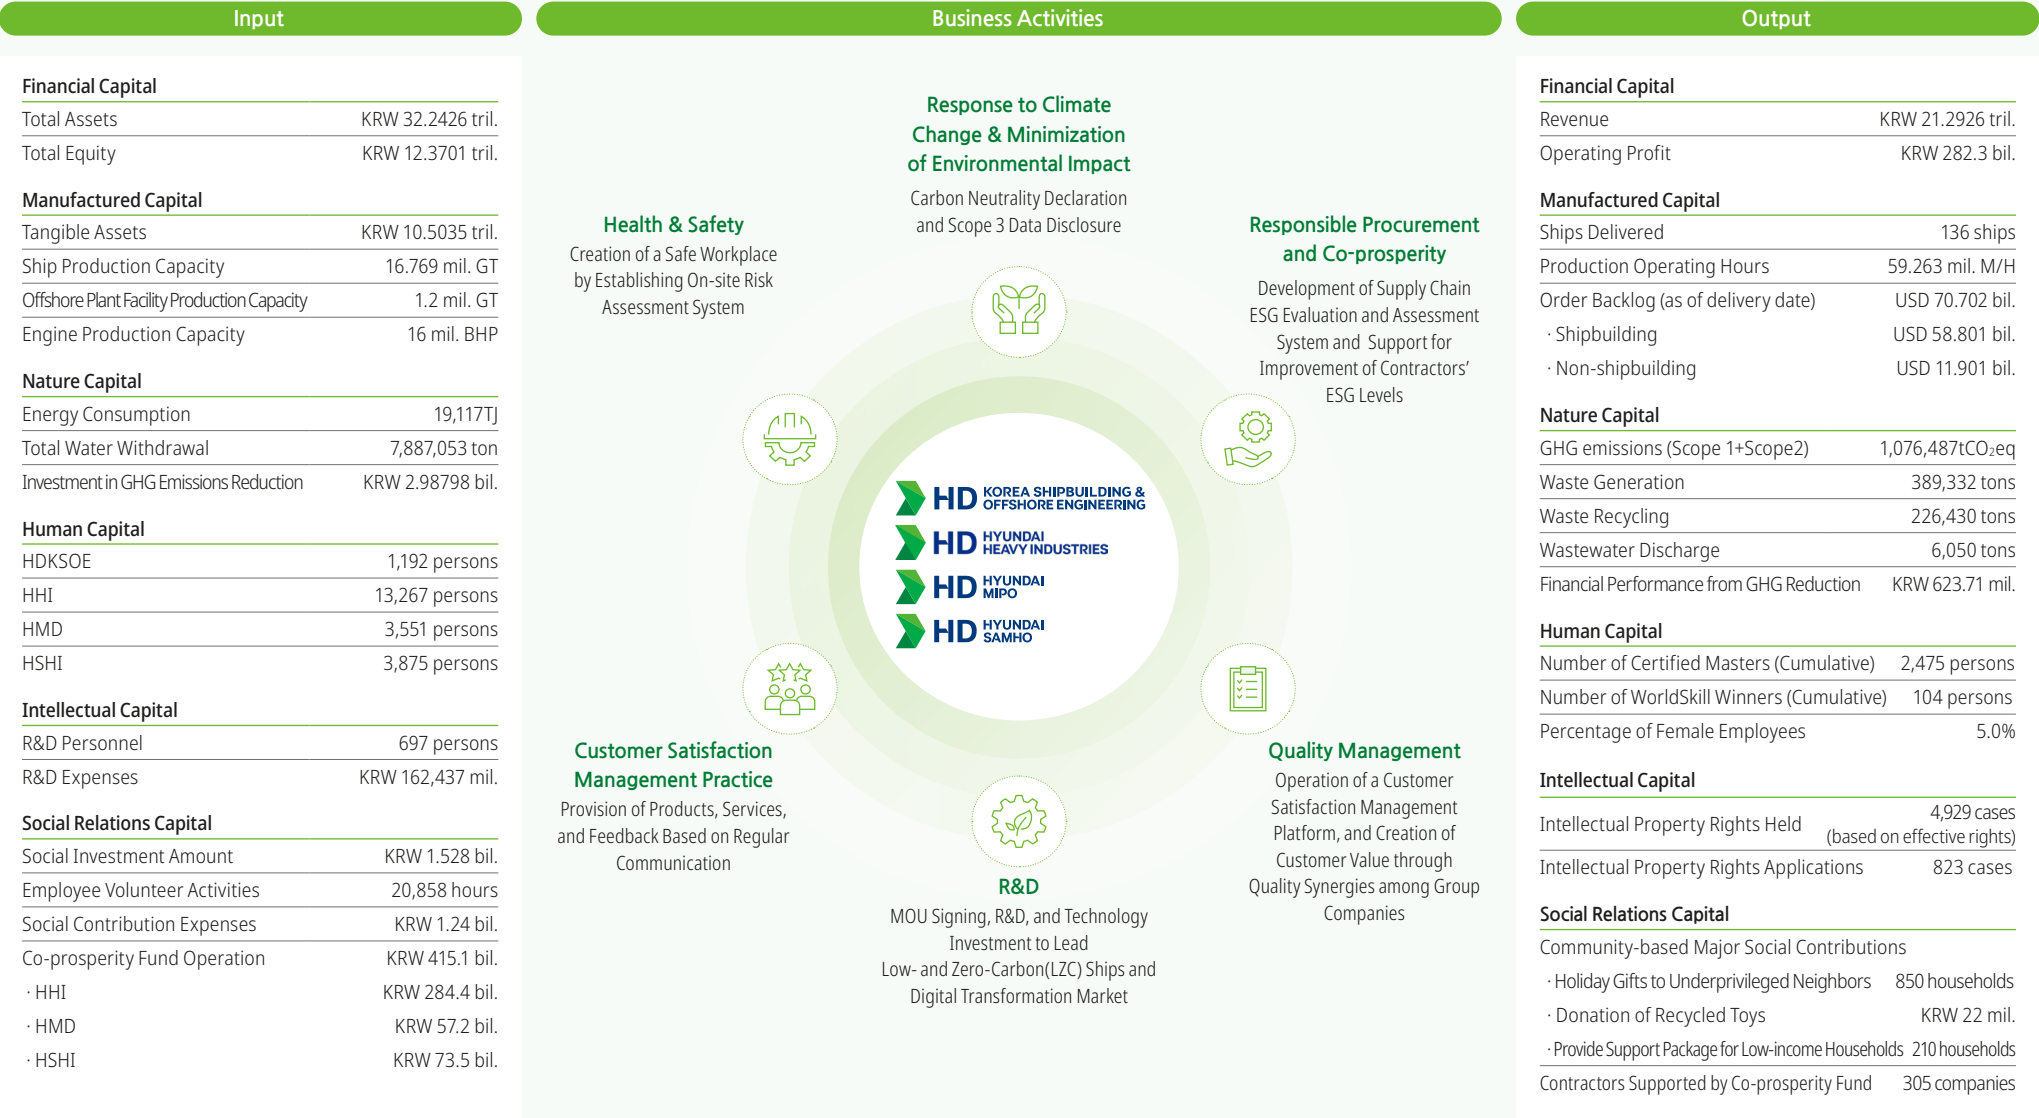 Input
Financial Capital
Total Assets KRW 32.2426 tril.
Total Equity KRW 12.3701 tril.
Manufactured Capital
Tangible Assets KRW 10.5035 tril.
Ship Production Capacity 16.769 mil. GT
Offshore Plant Facility Production Capacity 1.2 mil. GT
Engine Production Capacity 16 mil. BHP
Nature Capital
Energy Consumption 19,117TJ
Total Water Withdrawal 7,887,053 ton
Investment in GHG Emissions Reduction KRW 2.98798 bil.
Human Capital
HDKSOE 1,192 persons
HHI 13,267 persons
HMD 3,551 persons
HSHI 3,875 persons
Intellectual Capital
R&D Personnel 697 persons
R&D Expenses KRW 162,437 mil.
Social Relations Capital
Social Investment Amount KRW 1.528 bil.
Employee Volunteer Activities 20,858 hours
Social Contribution Expenses KRW 1.24 bil.
Co-prosperity Fund Operation KRW 415.1 bil.
· HHI KRW 284.4 bil.
· HMD KRW 57.2 bil.
· HSHI KRW 73.5 bil.
Business Activities
Response to Climate
Change & Minimization
of Environmental Impact
Carbon Neutrality Declaration
and Scope 3 Data Disclosure
Health & Safety
Creation of a Safe Workplace
by Establishing On-site Risk
Assessment System
Responsible Procurement
and Co-prosperity
Development of Supply Chain
ESG Evaluation and Assessment
System and Support for
Improvement of Contractors'
ESG Levels
HD KOREA SHIPBUILDING &
OFFSHORE ENGINEERING
HD HYUNDAI
HEAVY INDUSTRIES
HD HYUNDAI
MIPO
HD HYUNDAI
SAMHO
Customer Satisfaction
Management Practice
Provision of Products, Services,
and Feedback Based on Regular
Communication
R&D
MOU Signing, R&D, and Technology
Investment to Lead
Low- and Zero-Carbon(LZC) Ships and
Digital Transformation Market
Quality Management
Operation of a Customer
Satisfaction Management
Platform, and Creation of
Customer Value through
Quality Synergies among Group
Companies
Output
Financial Capital
Revenue KRW 21.2926 tril.
Operating Profit KRW 282.3 bil.
Manufactured Capital
Ships Delivered 136 ships
Production Operating Hours 59.263 mil. M/H
Order Backlog (as of delivery date) USD 70.702 bil.
· Shipbuilding USD 58.801 bil.
· Non-shipbuilding USD 11.901 bil.
Nature Capital
GHG emissions (Scope 1+Scope2) 1,076,487tCO₂eq
Waste Generation 389,332 tons
Waste Recycling 226,430 tons
Wastewater Discharge 6,050 tons
Financial Performance from GHG Reduction KRW 623.71 mil.
Human Capital
Number of Certified Masters (Cumulative) 2,475 persons
Number of WorldSkill Winners (Cumulative) 104 persons
Percentage of Female Employees 5.0%
Intellectual Capital
Intellectual Property Rights Held 4,929 cases
(based on effective rights)
Intellectual Property Rights Applications 823 cases
Social Relations Capital
Community-based Major Social Contributions
· Holiday Gifts to Underprivileged Neighbors 850 households
· Donation of Recycled Toys KRW 22 mil.
· Provide Support Package for Low-income Households 210 households
Contractors Supported by Co-prosperity Fund 305 companies